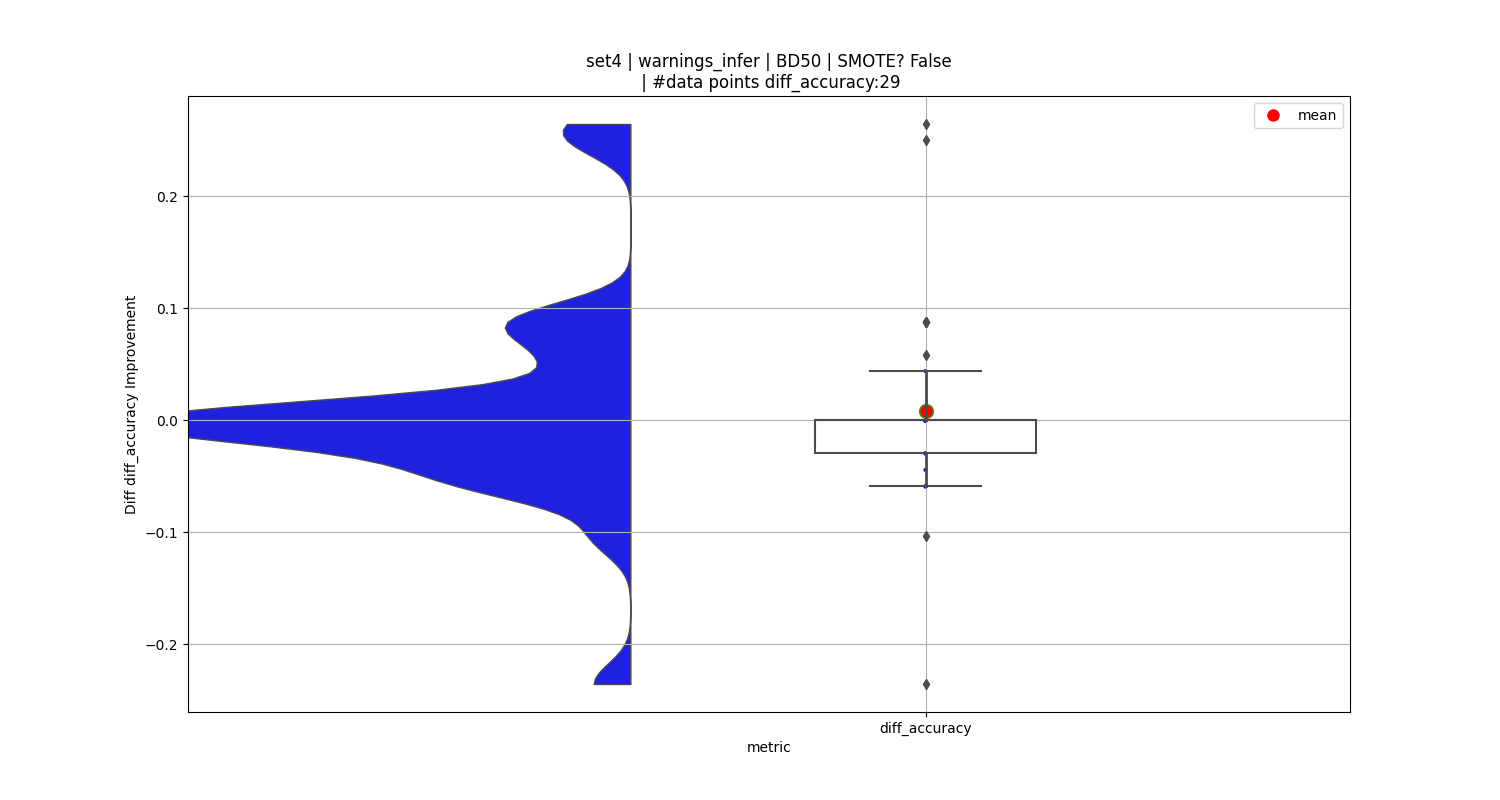 set4 | warnings_infer | BD50 | SMOTE? False
| #data points diff_accuracy:29
mean
0.2
0.1
0.0
−0.1
−0.2
Diff diff_accuracy Improvement
diff_accuracy
metric